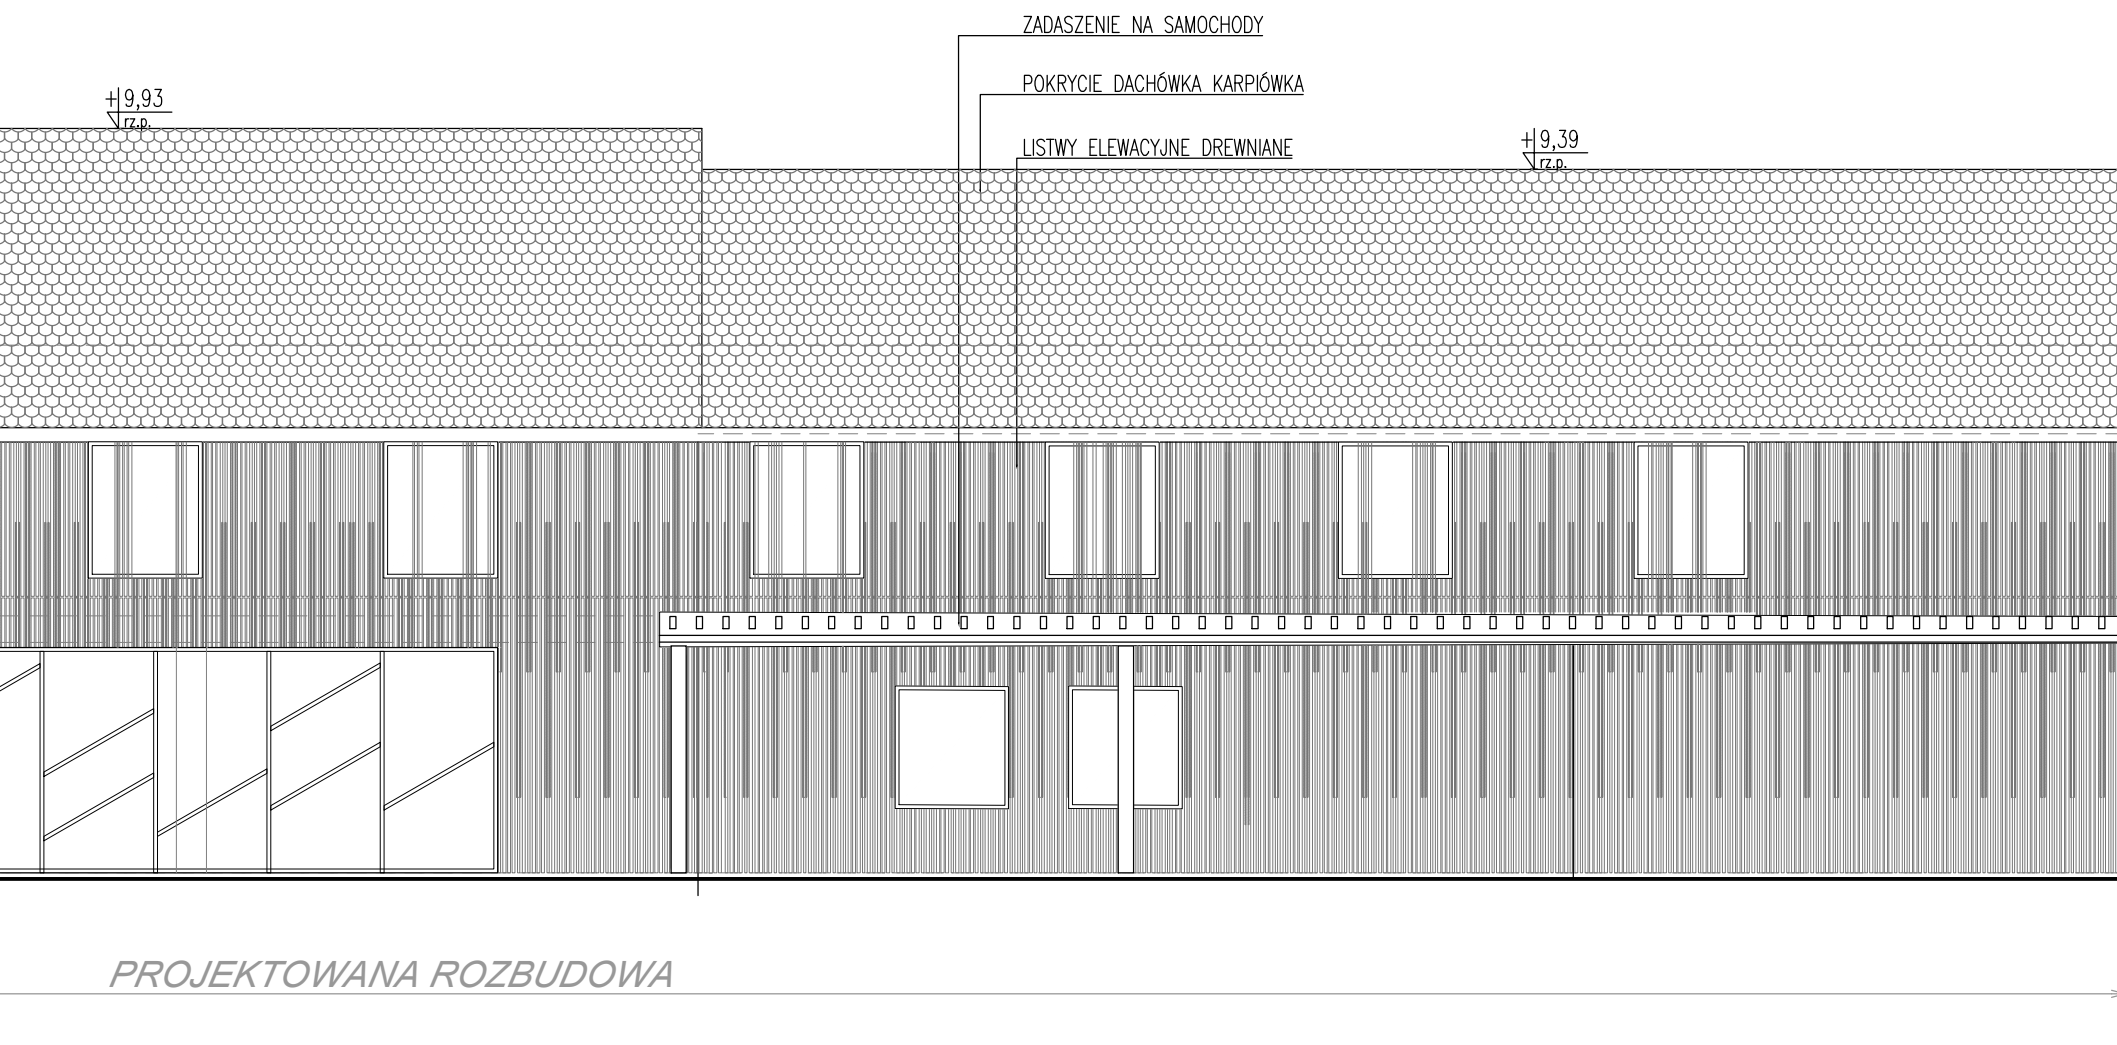 ZADASZENIE NA SAMOCHODY
POKRYCIE DACHÓWKA KARPIÓWKA
+9,93
rz.p.
LISTWY ELEWACYJNE DREWNIANE
+9,39
rz.p.
PROJEKTOWANA ROZBUDOWA